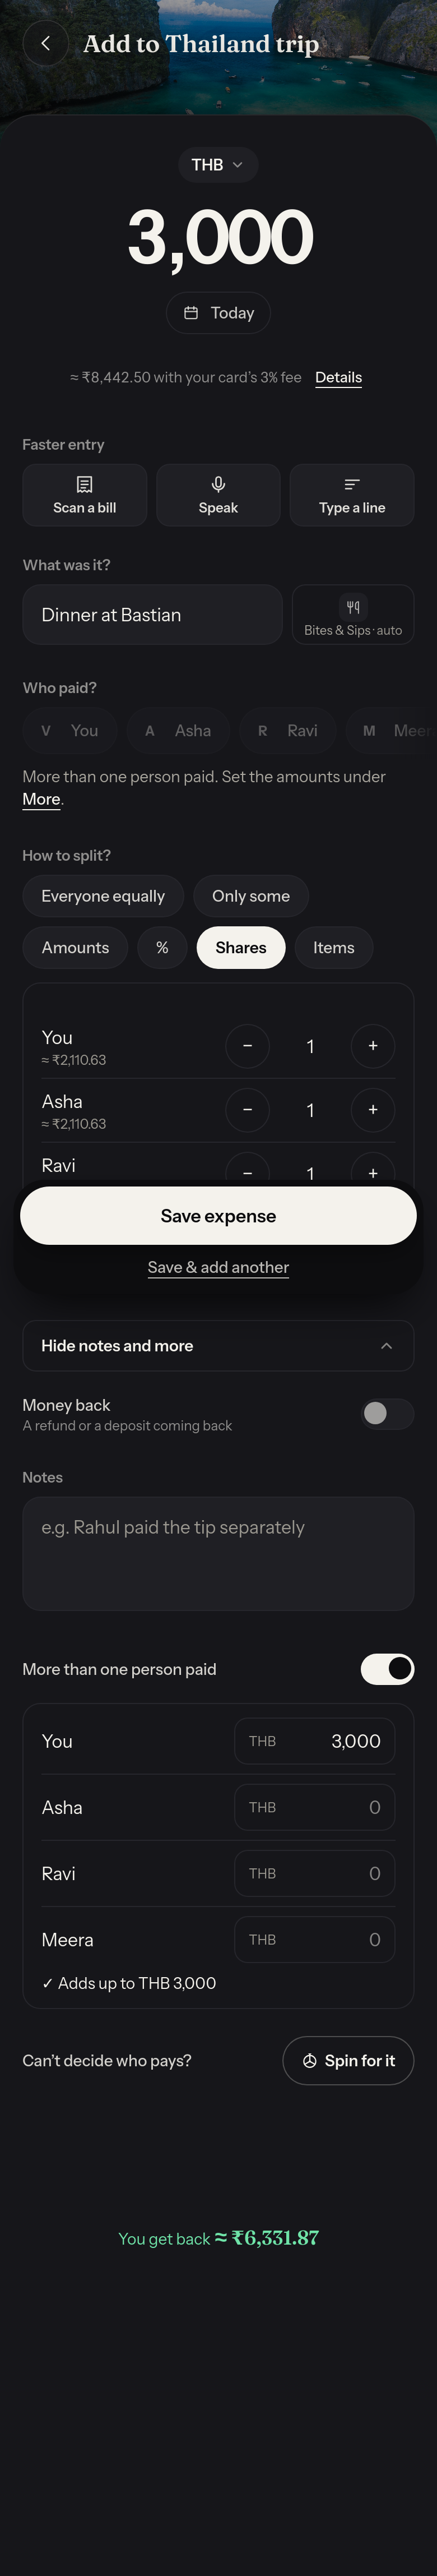 Add to Thailand trip
THB
3,000
Today
≈ ₹8,442.50 with your card's 3% fee Details
Faster entry
Scan a bill
Speak
Type a line
What was it?
Dinner at Bastian
Bites & Sips · auto
Who paid?
V You
A Asha
R Ravi
M Meer
More than one person paid. Set the amounts under
More.
How to split?
Everyone equally
Only some
Amounts
%
Shares
Items
You
≈ ₹2,110.63
− 1 +
Asha
≈ ₹2,110.63
− 1 +
Ravi
− 1 +
Save expense
Save & add another
Hide notes and more
Money back
A refund or a deposit coming back
Notes
e.g. Rahul paid the tip separately
More than one person paid
You THB 3,000
Asha THB 0
Ravi THB 0
Meera THB 0
✓ Adds up to THB 3,000
Can't decide who pays? Spin for it
You get back ≈ ₹6,331.87